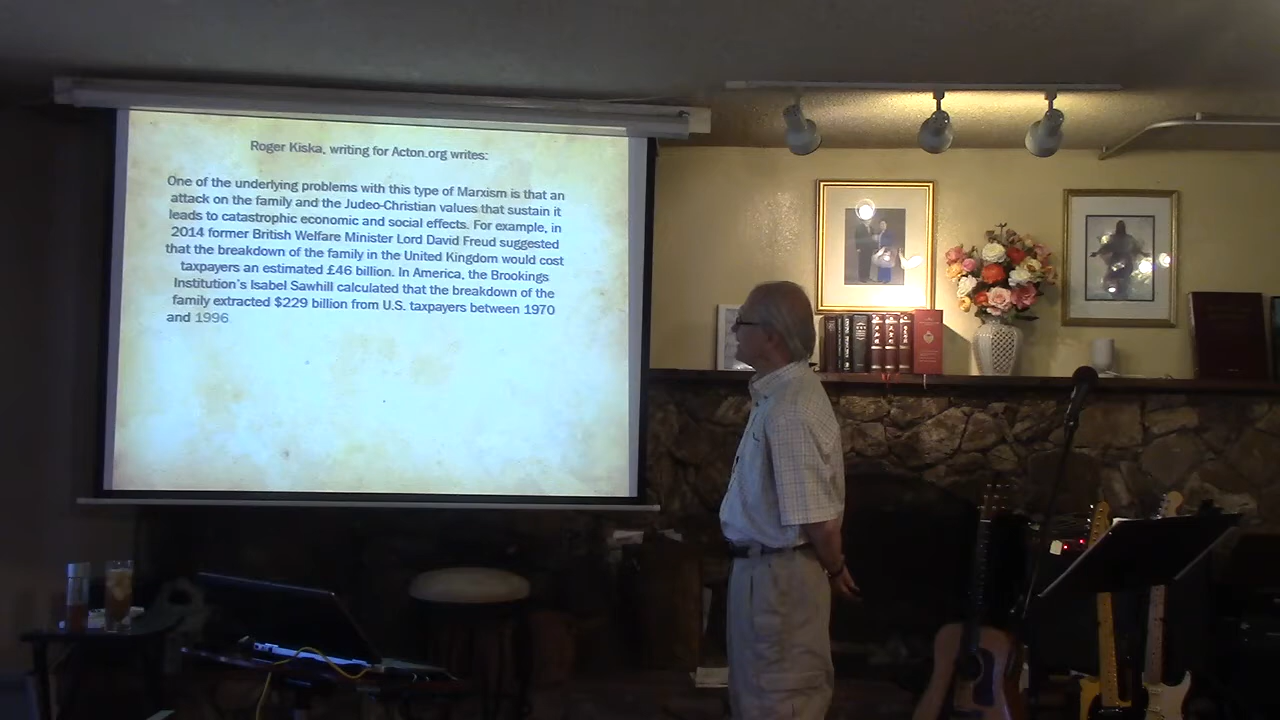 Roger Kiska, writing for Acton.org writes:
One of the underlying problems with this type of Marxism is that an
attack on the family and the Judeo-Christian values that sustain it
leads to catastrophic economic and social effects. For example, in
2014 former British Welfare Minister Lord David Freud suggested
that the breakdown of the family in the United Kingdom would cost
taxpayers an estimated £46 billion. In America, the Brookings
Institution's Isabel Sawhill calculated that the breakdown of the
family extracted $229 billion from U.S. taxpayers between 1970
and 1996